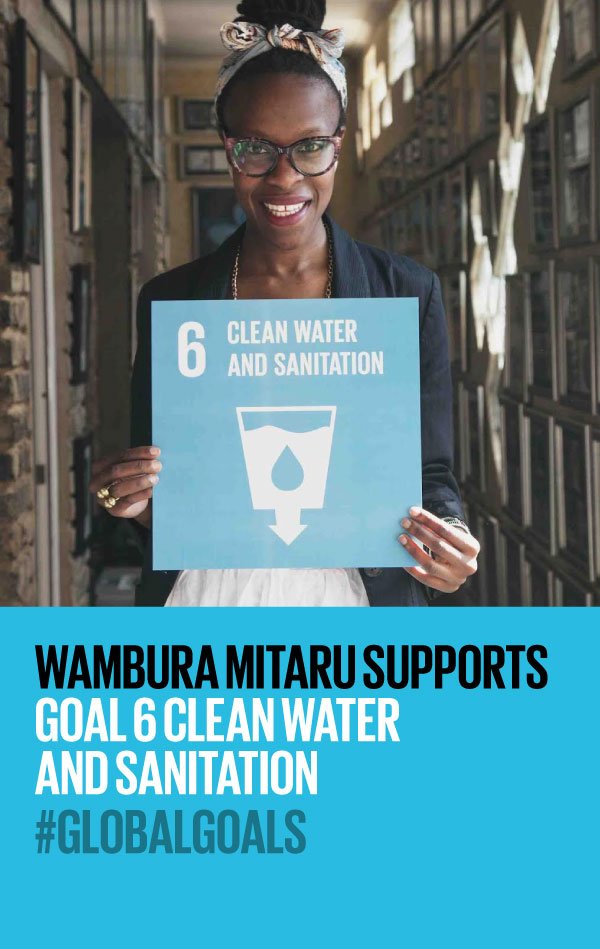 6 CLEAN WATER
AND SANITATION
WAMBURA MITARU SUPPORTS
GOAL 6 CLEAN WATER
AND SANITATION
#GLOBALGOALS